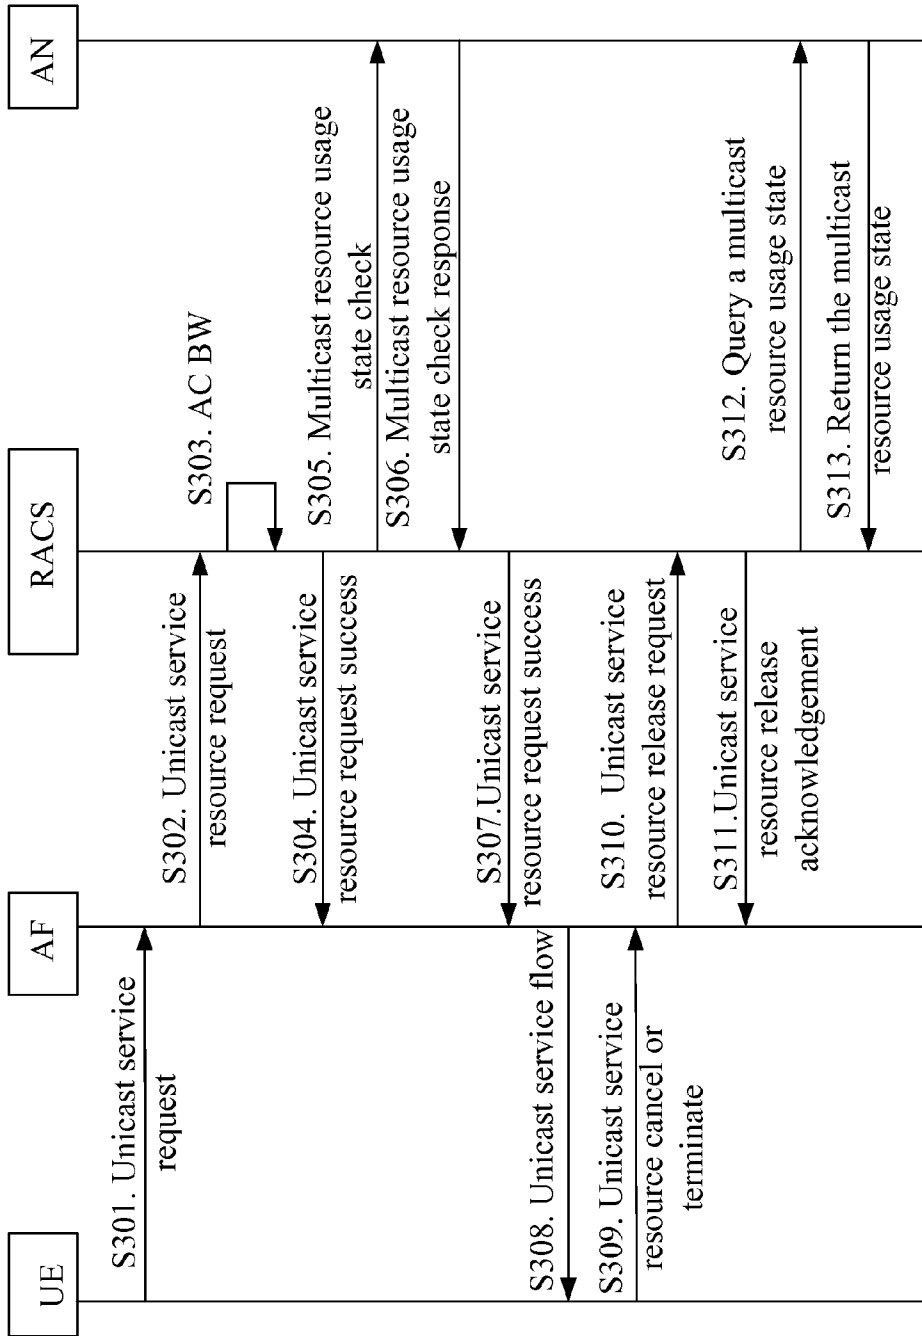 UE
AF
RACS
AN
S301. Unicast service
request
S302. Unicast service
resource request
S303. AC BW
S304. Unicast service
resource request success
S305. Multicast resource usage
state check
S306. Multicast resource usage
state check response
S307.Unicast service
resource request success
S308. Unicast service flow
S309. Unicast service
resource cancel or
terminate
S310. Unicast service
resource release request
S311.Unicast service
resource release
acknowledgement
S312. Query a multicast
resource usage state
S313. Return the multicast
resource usage state